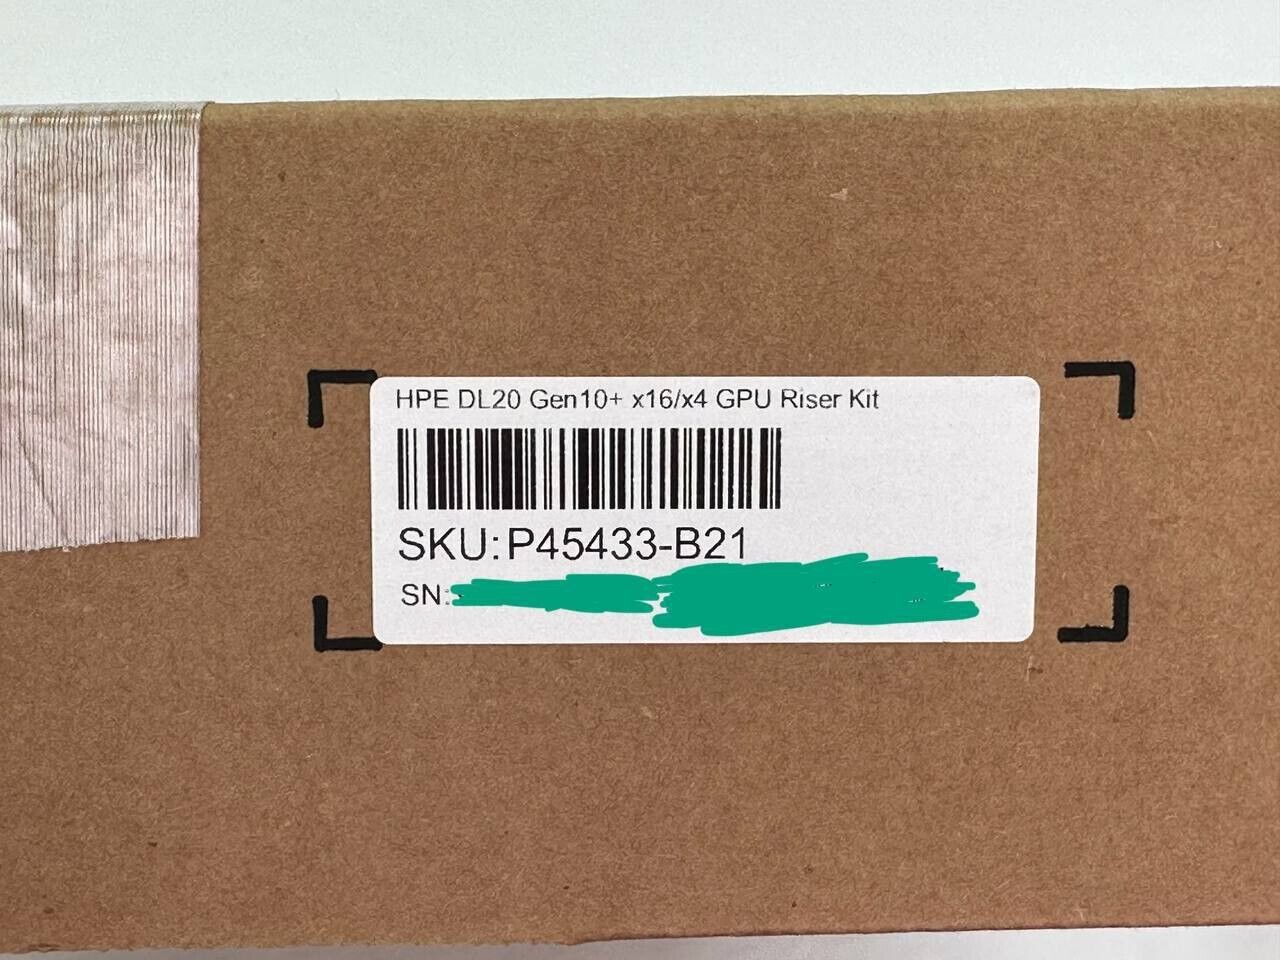 HPE DL20 Gen10+ x16/x4 GPU Riser Kit
SKU: P45433-B21
SN: